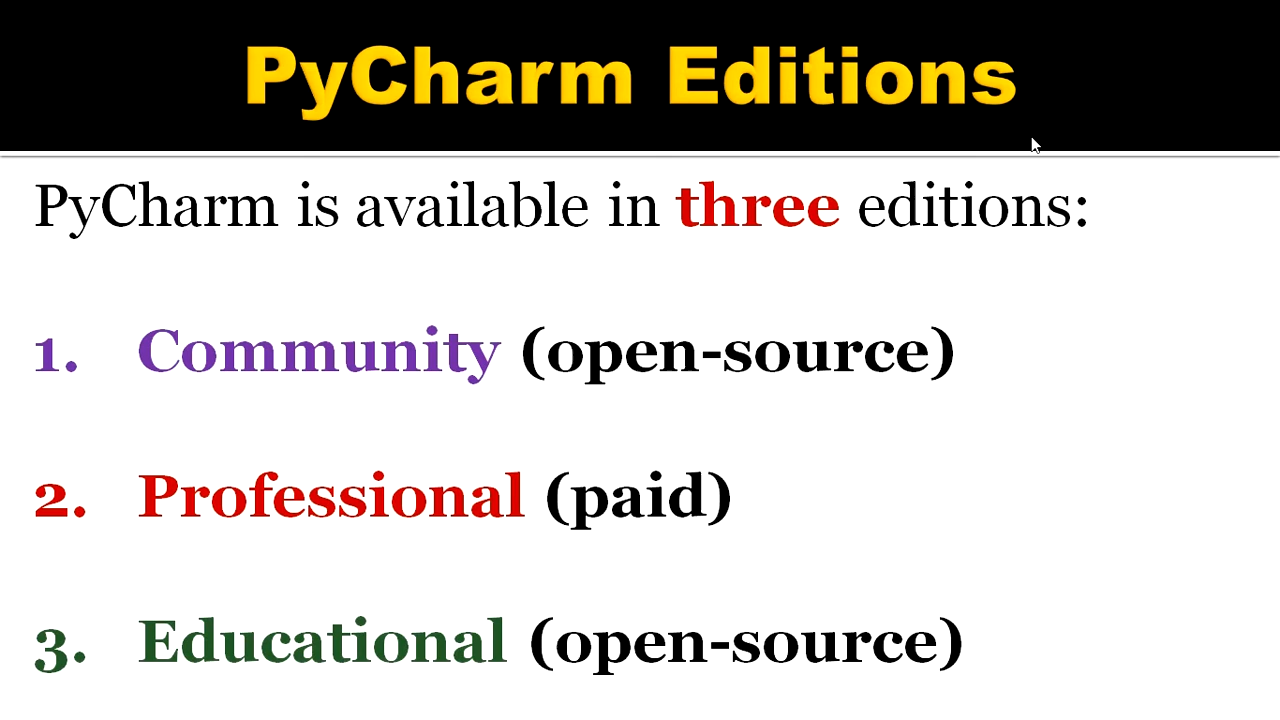 PyCharm Editions
PyCharm is available in three editions:
1. Community (open-source)
2. Professional (paid)
3. Educational (open-source)